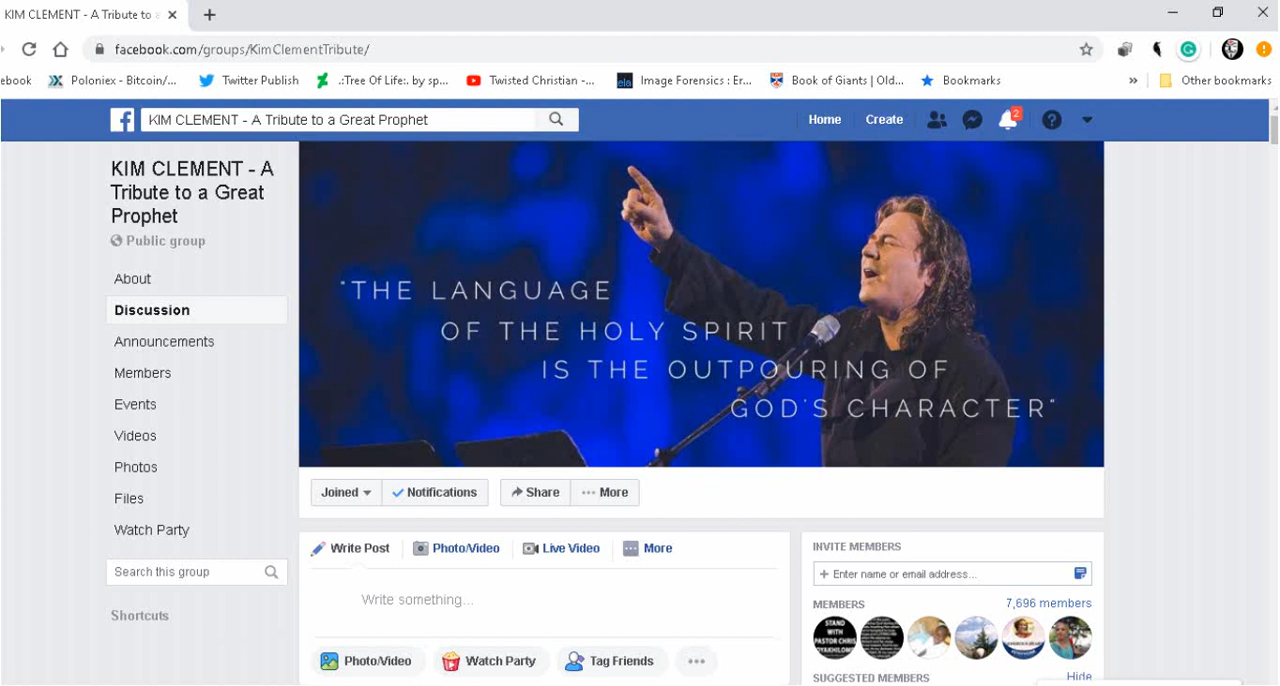 KIM CLEMENT - A Tribute to a
facebook.com/groups/KimClementTribute/
ebook
Poloniex - Bitcoin/...
Twitter Publish
.:Tree Of Life:. by sp...
Twisted Christian -...
ela
Image Forensics : Er...
Book of Giants | Old...
Bookmarks
»
Other bookmarks
KIM CLEMENT - A Tribute to a Great Prophet
Home
Create
2
KIM CLEMENT - A
Tribute to a Great
Prophet
Public group
About
Discussion
Announcements
Members
Events
Videos
Photos
Files
Watch Party
Search this group
Shortcuts
"THE LANGUAGE
OF THE HOLY SPIRIT
IS THE OUTPOURING OF
GOD'S CHARACTER"
Joined
Notifications
Share
More
Write Post
Photo/Video
Live Video
More
Write something...
Photo/Video
Watch Party
Tag Friends
INVITE MEMBERS
+ Enter name or email address...
MEMBERS
7,696 members
STAND
WITH
PASTOR CHRIS
Hide
SUGGESTED MEMBERS